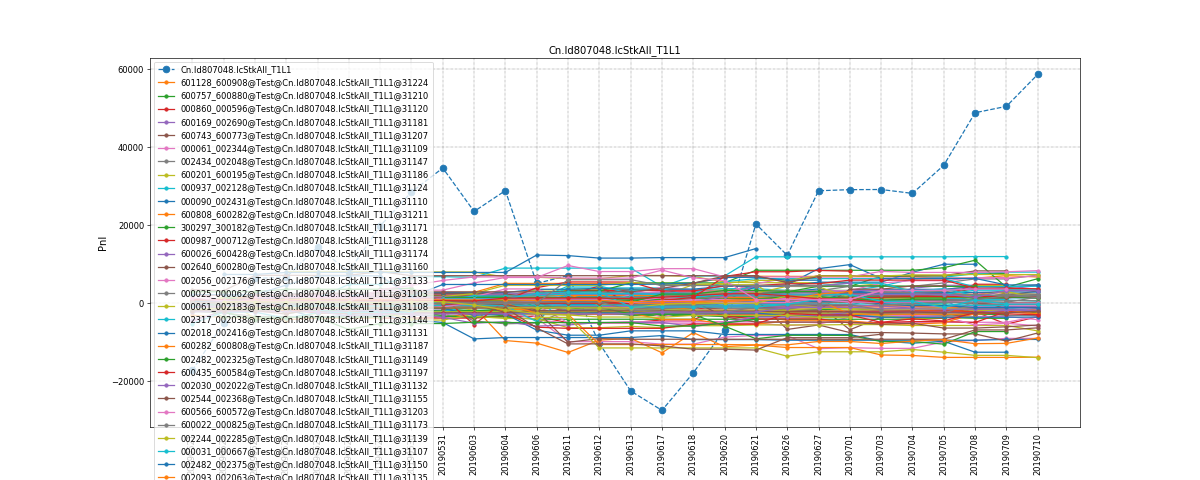 Cn.Id807048.IcStkAll_T1L1
60000
40000
20000
0
−20000
Pnl
Cn.Id807048.IcStkAll_T1L1
601128_600908@Test@Cn.Id807048.IcStkAll_T1L1@31224
600757_600880@Test@Cn.Id807048.IcStkAll_T1L1@31210
000860_000596@Test@Cn.Id807048.IcStkAll_T1L1@31120
600169_002690@Test@Cn.Id807048.IcStkAll_T1L1@31181
600743_600773@Test@Cn.Id807048.IcStkAll_T1L1@31207
000061_002344@Test@Cn.Id807048.IcStkAll_T1L1@31109
002434_002048@Test@Cn.Id807048.IcStkAll_T1L1@31147
600201_600195@Test@Cn.Id807048.IcStkAll_T1L1@31186
000937_002128@Test@Cn.Id807048.IcStkAll_T1L1@31124
000090_002431@Test@Cn.Id807048.IcStkAll_T1L1@31110
600808_600282@Test@Cn.Id807048.IcStkAll_T1L1@31211
300297_300182@Test@Cn.Id807048.IcStkAll_T1L1@31171
000987_000712@Test@Cn.Id807048.IcStkAll_T1L1@31128
600026_600428@Test@Cn.Id807048.IcStkAll_T1L1@31174
002640_600280@Test@Cn.Id807048.IcStkAll_T1L1@31160
002056_002176@Test@Cn.Id807048.IcStkAll_T1L1@31133
000025_000062@Test@Cn.Id807048.IcStkAll_T1L1@31103
000061_002183@Test@Cn.Id807048.IcStkAll_T1L1@31108
002317_002038@Test@Cn.Id807048.IcStkAll_T1L1@31144
002018_002416@Test@Cn.Id807048.IcStkAll_T1L1@31130
600282_600808@Test@Cn.Id807048.IcStkAll_T1L1@31187
002482_002325@Test@Cn.Id807048.IcStkAll_T1L1@31149
600435_600584@Test@Cn.Id807048.IcStkAll_T1L1@31197
002030_002022@Test@Cn.Id807048.IcStkAll_T1L1@31132
002544_002368@Test@Cn.Id807048.IcStkAll_T1L1@31155
600566_600572@Test@Cn.Id807048.IcStkAll_T1L1@31203
600022_000825@Test@Cn.Id807048.IcStkAll_T1L1@31173
002244_002285@Test@Cn.Id807048.IcStkAll_T1L1@31139
000031_000667@Test@Cn.Id807048.IcStkAll_T1L1@31107
002482_002375@Test@Cn.Id807048.IcStkAll_T1L1@31150
002093_002063@Test@Cn.Id807048.IcStkAll_T1L1@31135
20190531
20190603
20190604
20190606
20190611
20190612
20190613
20190617
20190618
20190620
20190621
20190626
20190627
20190701
20190703
20190704
20190705
20190708
20190709
20190710